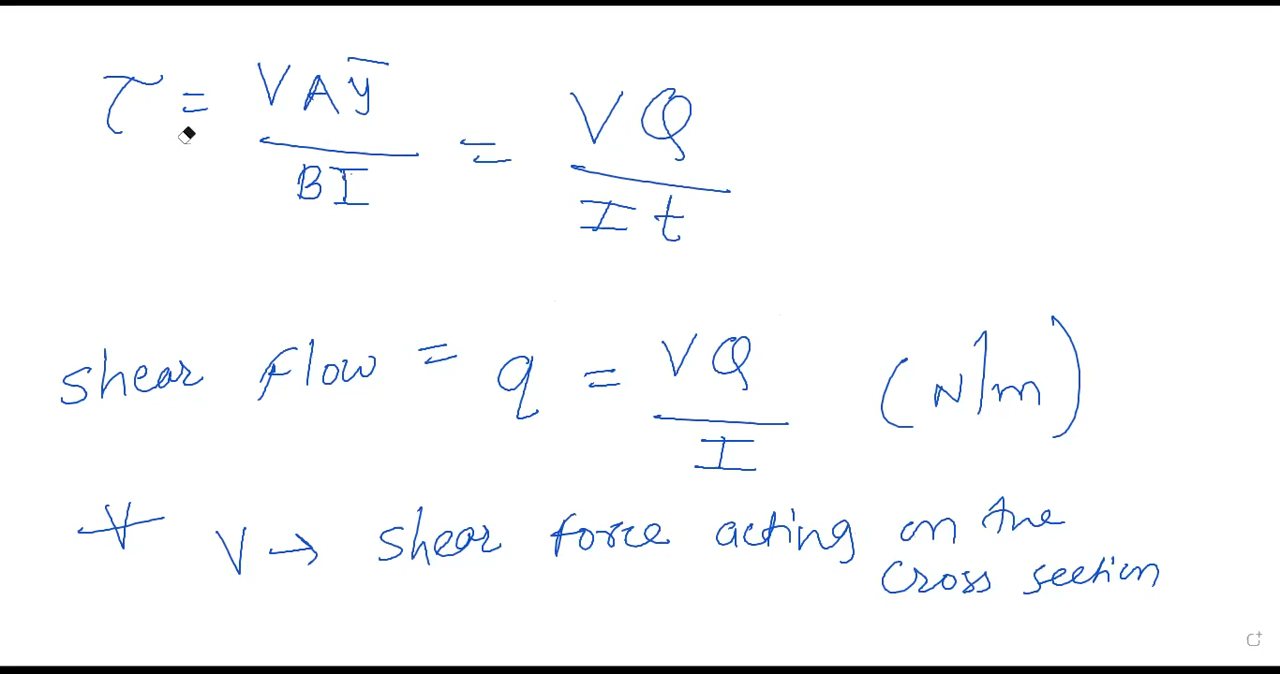 τ = VAȳ / BI = VQ / It
shear flow = q = VQ / I (N/m)
V V → shear force acting on the
cross section